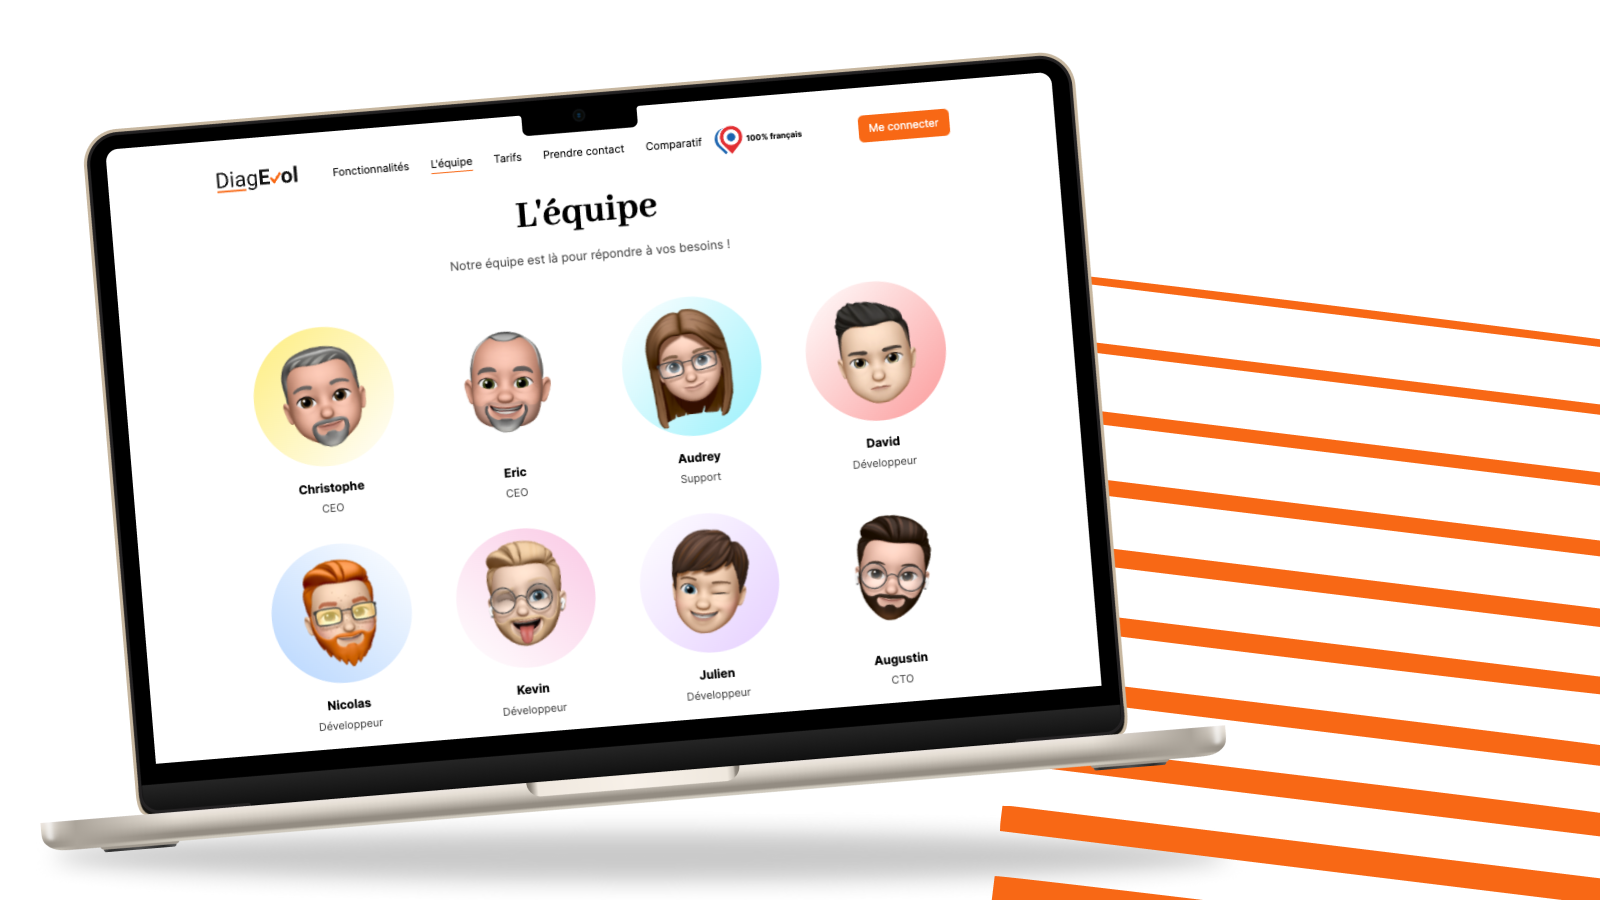 DiagEvol
Fonctionnalités
L'équipe
Tarifs
Prendre contact
Comparatif
100% français
Me connecter
L'équipe
Notre équipe est là pour répondre à vos besoins !
Christophe
CEO
Eric
CEO
Audrey
Support
David
Développeur
Nicolas
Développeur
Kevin
Développeur
Julien
Développeur
Augustin
CTO